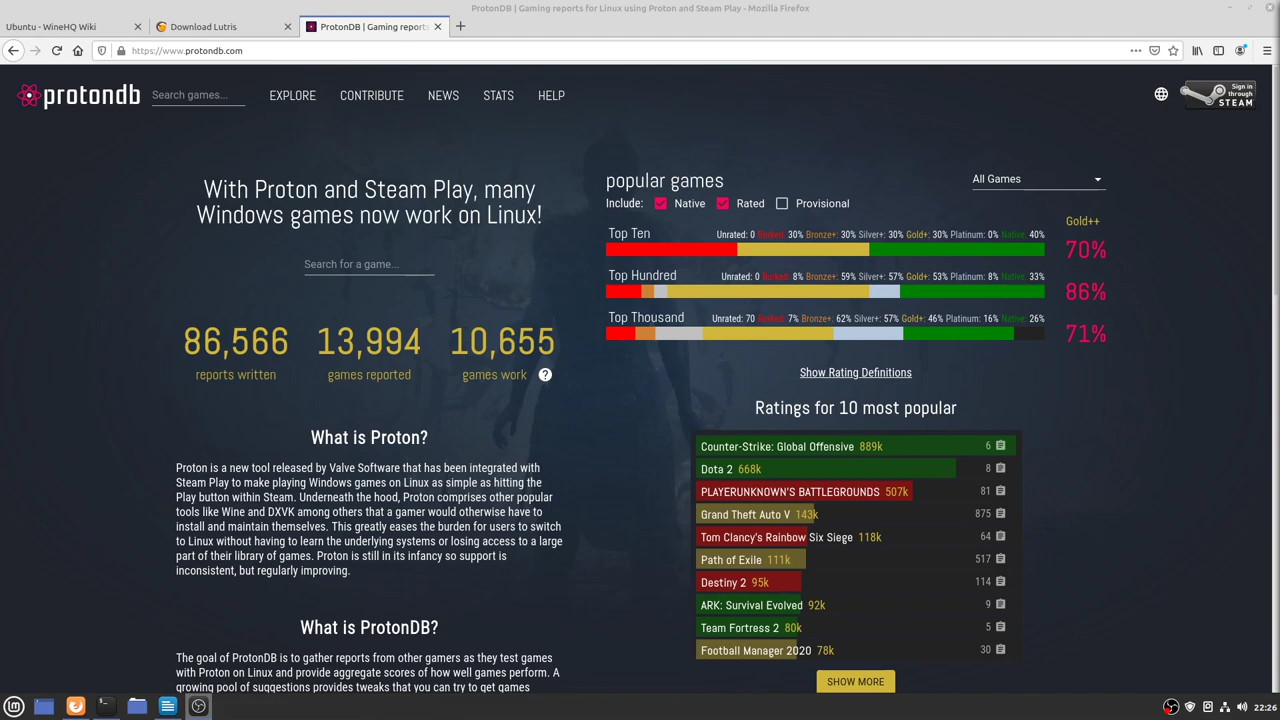 ProtonDB | Gaming reports for Linux using Proton and Steam Play - Mozilla Firefox
Ubuntu - WineHQ Wiki
Download Lutris
ProtonDB | Gaming reports
https://www.protondb.com
protondb
Search games...
EXPLORE
CONTRIBUTE
NEWS
STATS
HELP
Sign in
through
STEAM
With Proton and Steam Play, many
Windows games now work on Linux!
Search for a game...
86,566
13,994
10,655
reports written
games reported
games work
?
What is Proton?
Proton is a new tool released by Valve Software that has been integrated with
Steam Play to make playing Windows games on Linux as simple as hitting the
Play button within Steam. Underneath the hood, Proton comprises other popular
tools like Wine and DXVK among others that a gamer would otherwise have to
install and maintain themselves. This greatly eases the burden for users to switch
to Linux without having to learn the underlying systems or losing access to a large
part of their library of games. Proton is still in its infancy so support is
inconsistent, but regularly improving.
What is ProtonDB?
The goal of ProtonDB is to gather reports from other gamers as they test games
with Proton on Linux and provide aggregate scores of how well games perform. A
growing pool of suggestions provides tweaks that you can try to get games
popular games
All Games
Include:
Native
Rated
Provisional
Gold++
Top Ten
Unrated: 0 Borked: 30% Bronze+: 30% Silver+: 30% Gold+: 30% Platinum: 0% Native: 40%
70%
Top Hundred
Unrated: 0 Borked: 8% Bronze+: 59% Silver+: 57% Gold+: 53% Platinum: 8% Native: 33%
86%
Top Thousand
Unrated: 70 Borked: 7% Bronze+: 62% Silver+: 57% Gold+: 46% Platinum: 16% Native: 26%
71%
Show Rating Definitions
Ratings for 10 most popular
Counter-Strike: Global Offensive 889k 6
Dota 2 668k 8
PLAYERUNKNOWN'S BATTLEGROUNDS 507k 81
Grand Theft Auto V 143k 875
Tom Clancy's Rainbow Six Siege 118k 64
Path of Exile 111k 517
Destiny 2 95k 114
ARK: Survival Evolved 92k 9
Team Fortress 2 80k 5
Football Manager 2020 78k 30
SHOW MORE
22:26